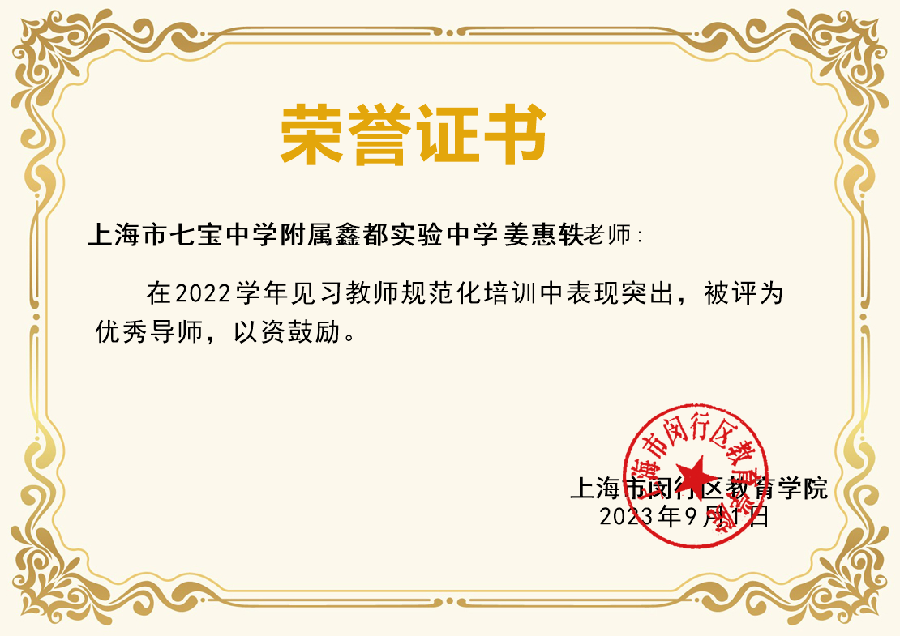 荣誉证书
上海市七宝中学附属鑫都实验中学姜惠轶老师：
在2022学年见习教师规范化培训中表现突出，被评为
优秀导师，以资鼓励。
上海市闵行区教育学院
上海市闵行区教育学院
2023年9月1日